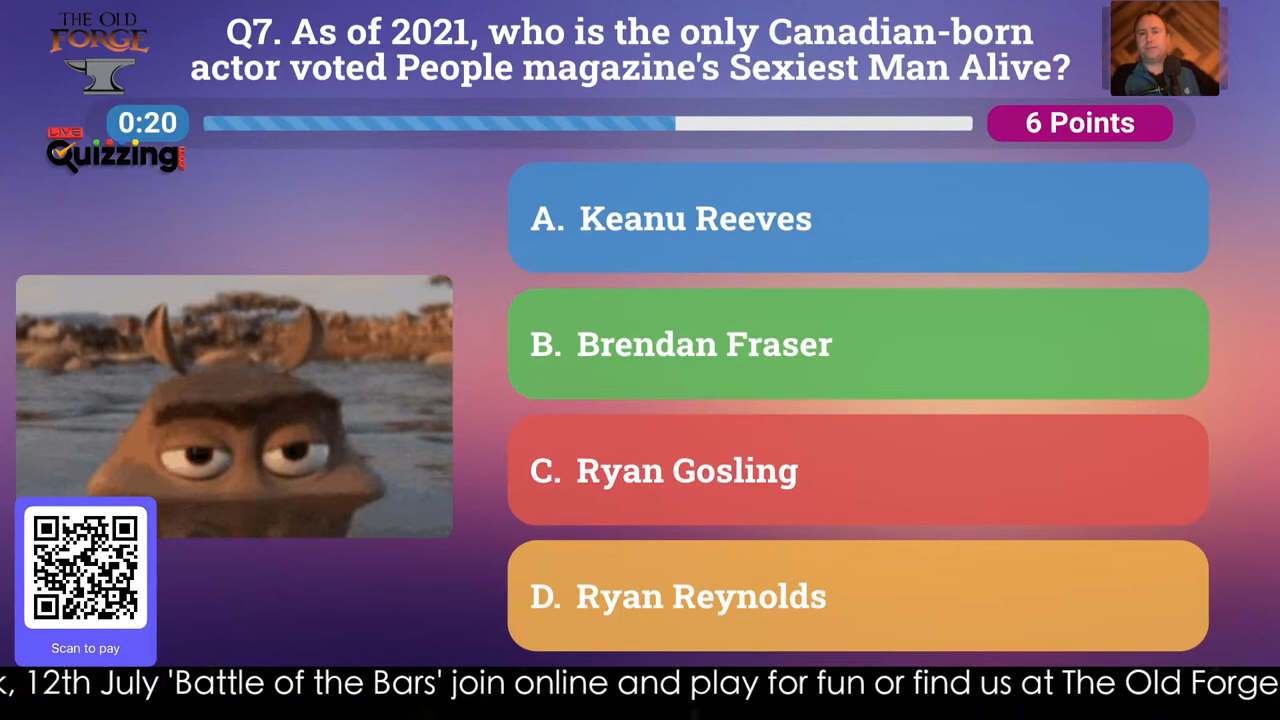 THE OLD
FORGE
Q7. As of 2021, who is the only Canadian-born
actor voted People magazine's Sexiest Man Alive?
0:20
6 Points
LIVE
Quizzing
.com
A. Keanu Reeves
B. Brendan Fraser
C. Ryan Gosling
D. Ryan Reynolds
Scan to pay
k, 12th July 'Battle of the Bars' join online and play for fun or find us at The Old Forge